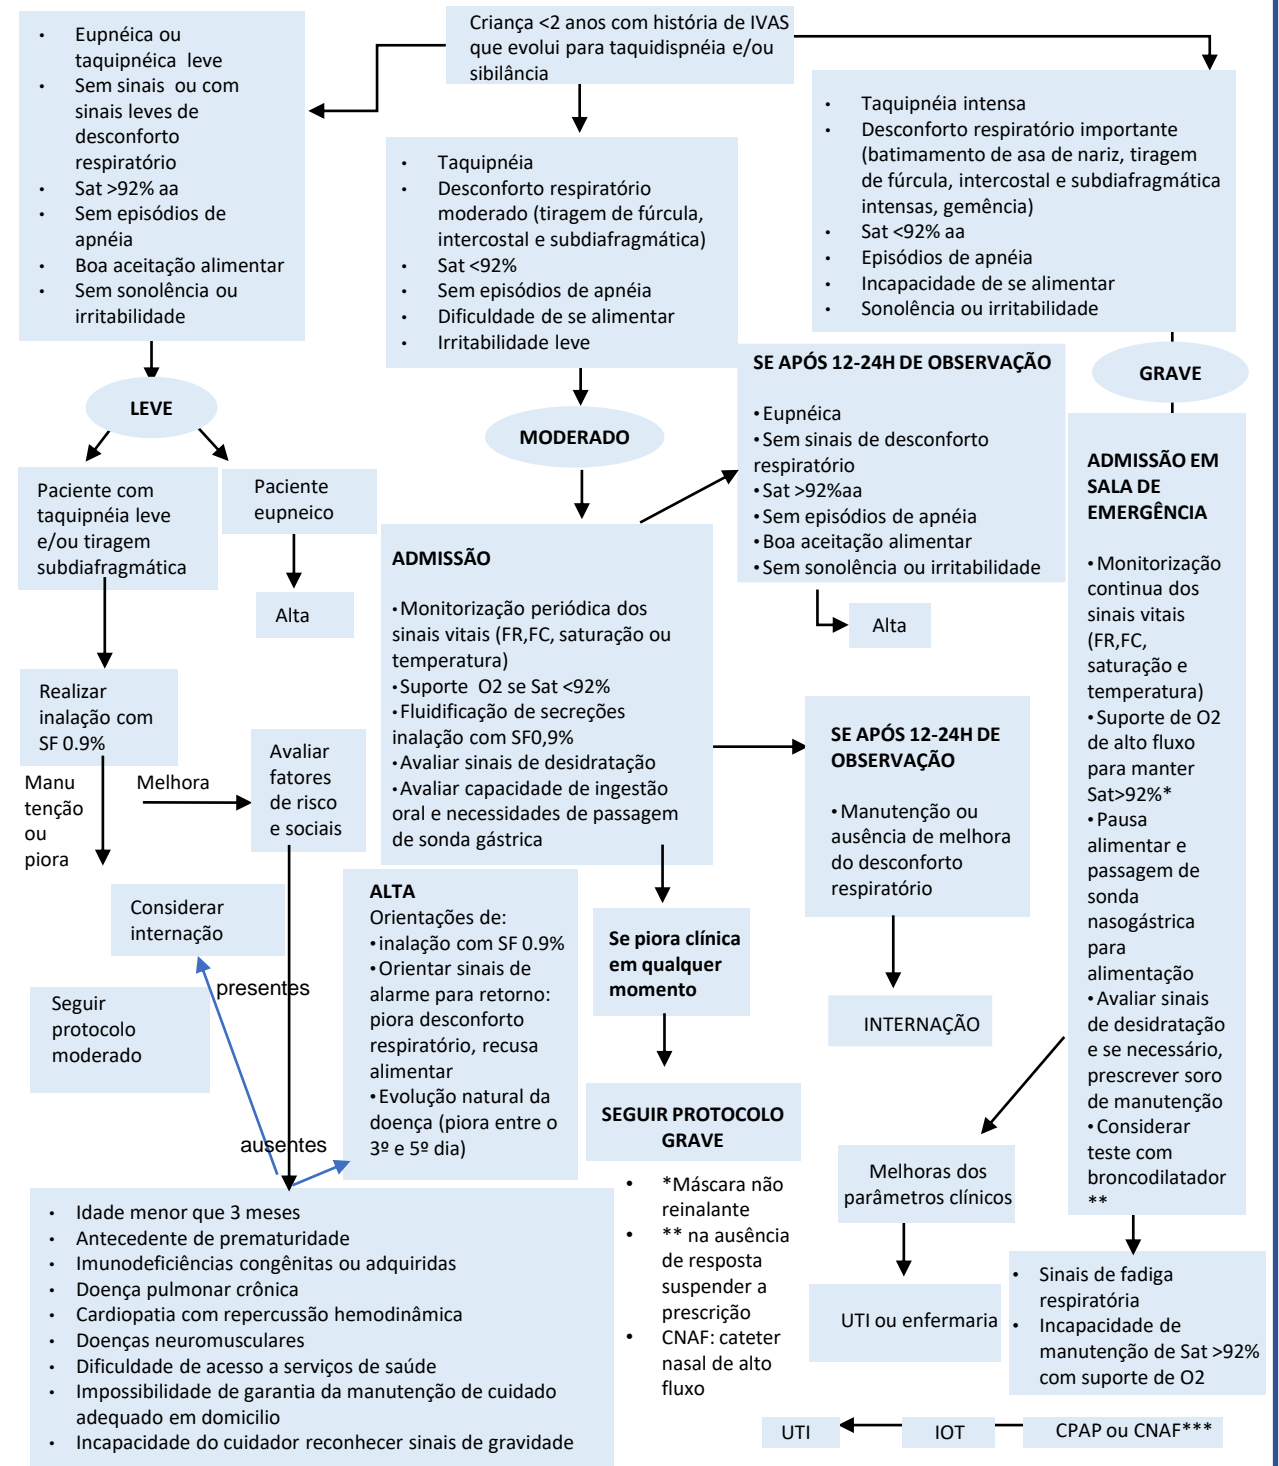 Criança <2 anos com história de IVAS
que evolui para taquidispnéia e/ou
sibilância
• Eupnéica ou
taquipnéica leve
• Sem sinais ou com
sinais leves de
desconforto
respiratório
• Sat >92% aa
• Sem episódios de
apnéia
• Boa aceitação alimentar
• Sem sonolência ou
irritabilidade
• Taquipnéia
• Desconforto respiratório
moderado (tiragem de fúrcula,
intercostal e subdiafragmática)
• Sat <92%
• Sem episódios de apnéia
• Dificuldade de se alimentar
• Irritabilidade leve
• Taquipnéia intensa
• Desconforto respiratório importante
(batimamento de asa de nariz, tiragem
de fúrcula, intercostal e subdiafragmática
intensas, gemência)
• Sat <92% aa
• Episódios de apnéia
• Incapacidade de se alimentar
• Sonolência ou irritabilidade
LEVE
MODERADO
GRAVE
Paciente com
taquipnéia leve
e/ou tiragem
subdiafragmática
Paciente
eupneico
Alta
Realizar
inalação com
SF 0.9%
Manu
tenção
ou
piora
Melhora
Avaliar
fatores
de risco
e sociais
Considerar
internação
Seguir
protocolo
moderado
presentes
ausentes
ALTA
Orientações de:
• inalação com SF 0.9%
• Orientar sinais de
alarme para retorno:
piora desconforto
respiratório, recusa
alimentar
• Evolução natural da
doença (piora entre o
3º e 5º dia)
• Idade menor que 3 meses
• Antecedente de prematuridade
• Imunodeficiências congênitas ou adquiridas
• Doença pulmonar crônica
• Cardiopatia com repercussão hemodinâmica
• Doenças neuromusculares
• Dificuldade de acesso a serviços de saúde
• Impossibilidade de garantia da manutenção de cuidado
adequado em domicilio
• Incapacidade do cuidador reconhecer sinais de gravidade
ADMISSÃO
• Monitorização periódica dos
sinais vitais (FR,FC, saturação ou
temperatura)
• Suporte O2 se Sat <92%
• Fluidificação de secreções
inalação com SF0,9%
• Avaliar sinais de desidratação
• Avaliar capacidade de ingestão
oral e necessidades de passagem
de sonda gástrica
SE APÓS 12-24H DE OBSERVAÇÃO
• Eupnéica
• Sem sinais de desconforto
respiratório
• Sat >92%aa
• Sem episódios de apnéia
• Boa aceitação alimentar
• Sem sonolência ou irritabilidade
Alta
SE APÓS 12-24H DE
OBSERVAÇÃO
• Manutenção ou
ausência de melhora
do desconforto
respiratório
INTERNAÇÃO
Se piora clínica
em qualquer
momento
SEGUIR PROTOCOLO
GRAVE
• *Máscara não
reinalante
• ** na ausência
de resposta
suspender a
prescrição
• CNAF: cateter
nasal de alto
fluxo
ADMISSÃO EM
SALA DE
EMERGÊNCIA
• Monitorização
continua dos
sinais vitais
(FR,FC,
saturação e
temperatura)
• Suporte de O2
de alto fluxo
para manter
Sat>92%*
• Pausa
alimentar e
passagem de
sonda
nasogástrica
para
alimentação
• Avaliar sinais
de desidratação
e se necessário,
prescrever soro
de manutenção
• Considerar
teste com
broncodilatador
**
Melhoras dos
parâmetros clínicos
UTI ou enfermaria
• Sinais de fadiga
respiratória
• Incapacidade de
manutenção de Sat >92%
com suporte de O2
CPAP ou CNAF***
IOT
UTI